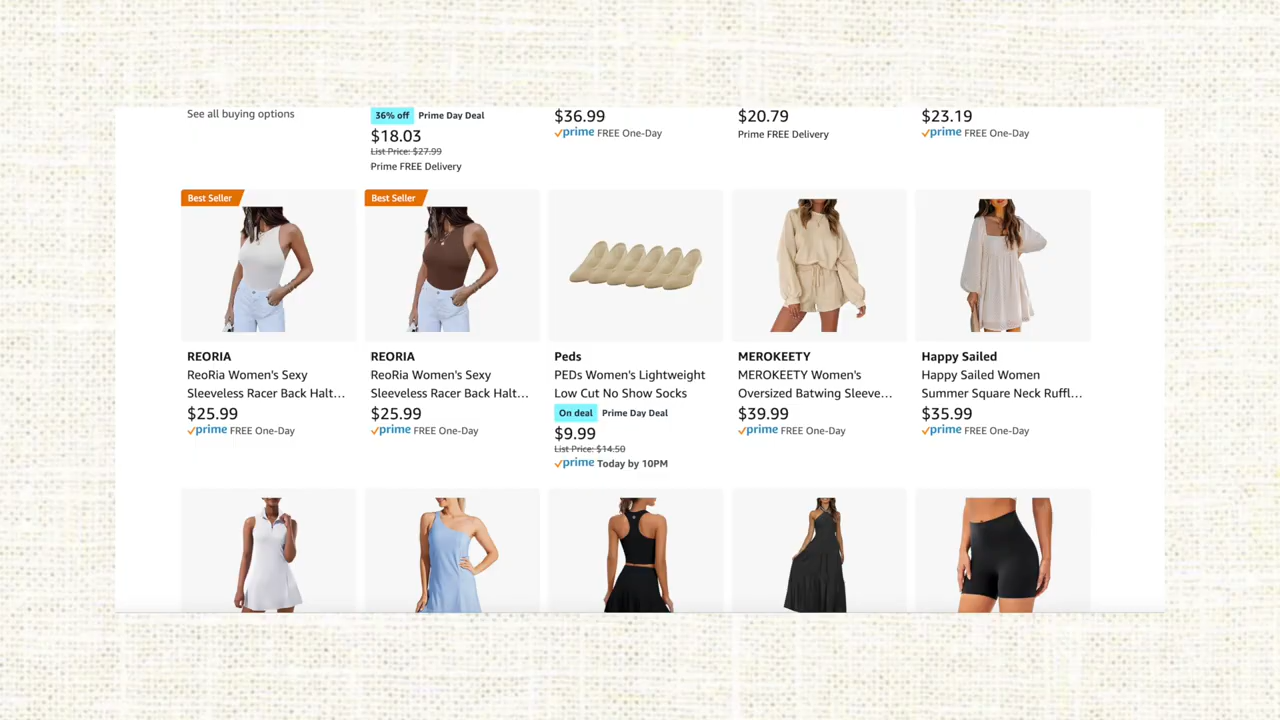 See all buying options
36% off Prime Day Deal
$18.03
List Price: $27.99
Prime FREE Delivery
$36.99
prime FREE One-Day
$20.79
Prime FREE Delivery
$23.19
prime FREE One-Day
Best Seller
REORIA
ReoRia Women's Sexy
Sleeveless Racer Back Halt…
$25.99
prime FREE One-Day
Best Seller
REORIA
ReoRia Women's Sexy
Sleeveless Racer Back Halt…
$25.99
prime FREE One-Day
Peds
PEDs Women's Lightweight
Low Cut No Show Socks
On deal Prime Day Deal
$9.99
List Price: $14.50
prime Today by 10PM
MEROKEETY
MEROKEETY Women's
Oversized Batwing Sleeve…
$39.99
prime FREE One-Day
Happy Sailed
Happy Sailed Women
Summer Square Neck Ruffl…
$35.99
prime FREE One-Day